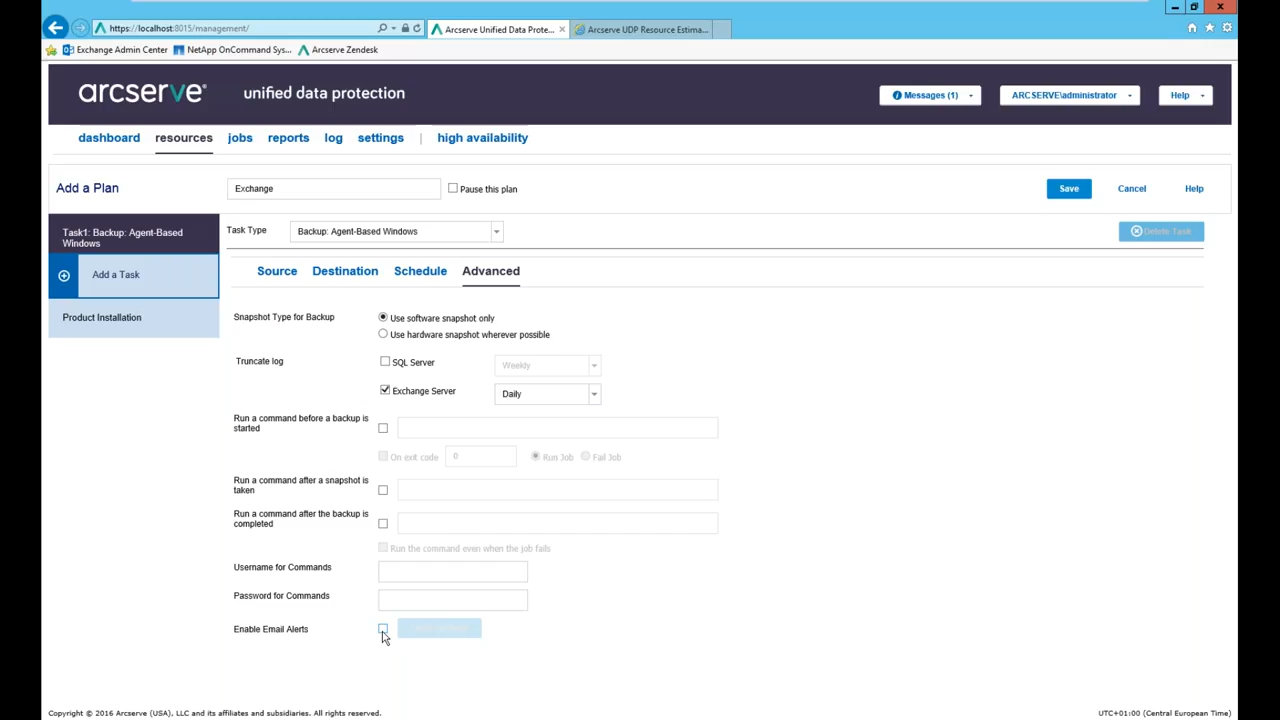 https://localhost:8015/management/
Arcserve Unified Data Prote...
Arcserve UDP Resource Estima...
Exchange Admin Center
NetApp OnCommand Sys...
Arcserve Zendesk
arcserve®
unified data protection
Messages (1)
ARCSERVE\administrator
Help
dashboard
resources
jobs
reports
log
settings
|
high availability
Add a Plan
Exchange
Pause this plan
Save
Cancel
Help
Task1: Backup: Agent-Based
Windows
Task Type
Backup: Agent-Based Windows
Delete Task
Add a Task
Product Installation
Source
Destination
Schedule
Advanced
Snapshot Type for Backup
Use software snapshot only
Use hardware snapshot wherever possible
Truncate log
SQL Server
Weekly
Exchange Server
Daily
Run a command before a backup is
started
On exit code
0
Run Job
Fail Job
Run a command after a snapshot is
taken
Run a command after the backup is
completed
Run the command even when the job fails
Username for Commands
Password for Commands
Enable Email Alerts
Copyright © 2016 Arcserve (USA), LLC and its affiliates and subsidiaries. All rights reserved.
UTC+01:00 (Central European Time)